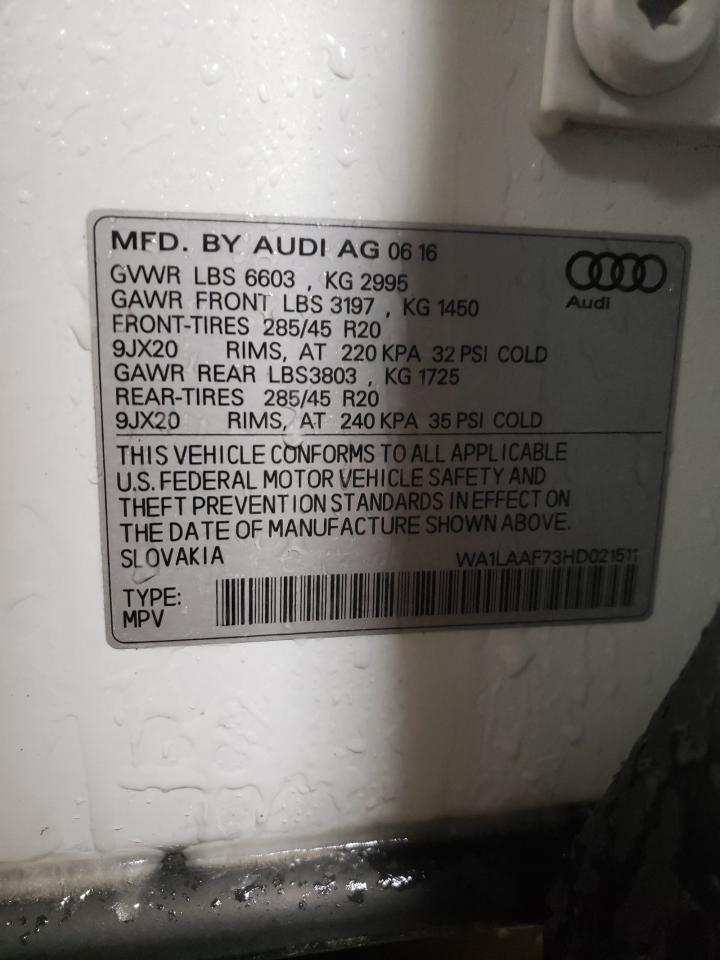 MFD. BY AUDI AG 06 16
GVWR LBS 6603 , KG 2995
GAWR FRONT LBS 3197 , KG 1450
FRONT-TIRES 285/45 R20
9JX20 RIMS, AT 220 KPA 32 PSI COLD
GAWR REAR LBS3803 , KG 1725
REAR-TIRES 285/45 R20
9JX20 RIMS, AT 240 KPA 35 PSI COLD
Audi
THIS VEHICLE CONFORMS TO ALL APPLICABLE
U.S. FEDERAL MOTOR VEHICLE SAFETY AND
THEFT PREVENTION STANDARDS IN EFFECT ON
THE DATE OF MANUFACTURE SHOWN ABOVE.
SLOVAKIA WA1LAAF73HD021511
TYPE:
MPV